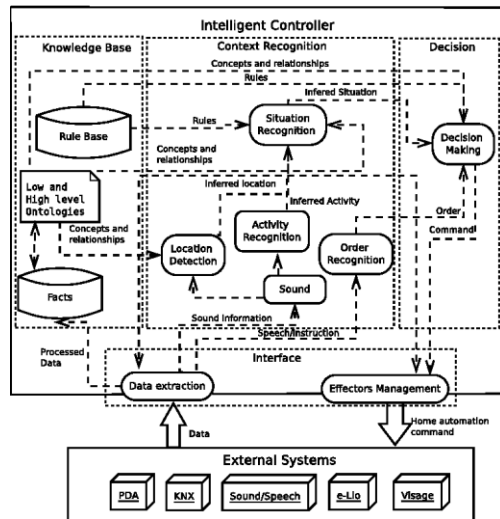 Intelligent Controller
Knowledge Base
Context Recognition
Decision
Concepts and relationships
Rules
Infered Situation
Rule Base
Rules
Situation
Recognition
Decision
Making
Concepts and
relationships
Low and
High level
Ontologies
Inferred location
Inferred Activity
Order
Concepts and
relationships
Location
Detection
Activity
Recognition
Order
Recognition
Command
Facts
Sound
Sound Information
Speech/Instruction
Processed
Data
Interface
Data extraction
Effectors Management
Data
Home automation
command
External Systems
PDA
KNX
Sound/Speech
e-Lio
Visage